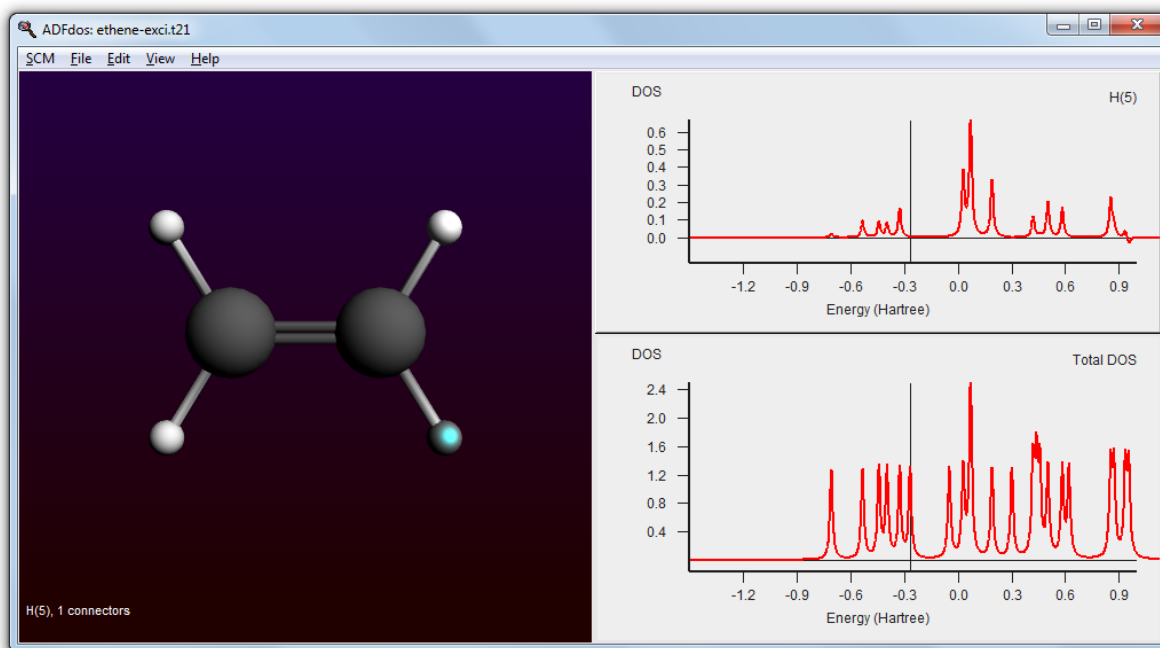 ADFdos: ethene-exci.t21
SCM File Edit View Help
DOS
H(5)
0.6
0.5
0.4
0.3
0.2
0.1
0.0
-1.2 -0.9 -0.6 -0.3 0.0 0.3 0.6 0.9
Energy (Hartree)
DOS
Total DOS
2.4
2.0
1.6
1.2
0.8
0.4
-1.2 -0.9 -0.6 -0.3 0.0 0.3 0.6 0.9
Energy (Hartree)
H(5), 1 connectors